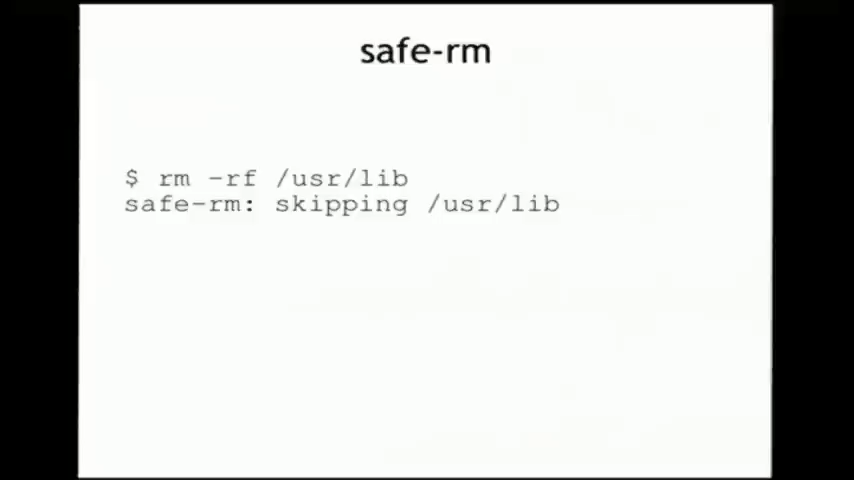 safe-rm
$ rm -rf /usr/lib
safe-rm: skipping /usr/lib